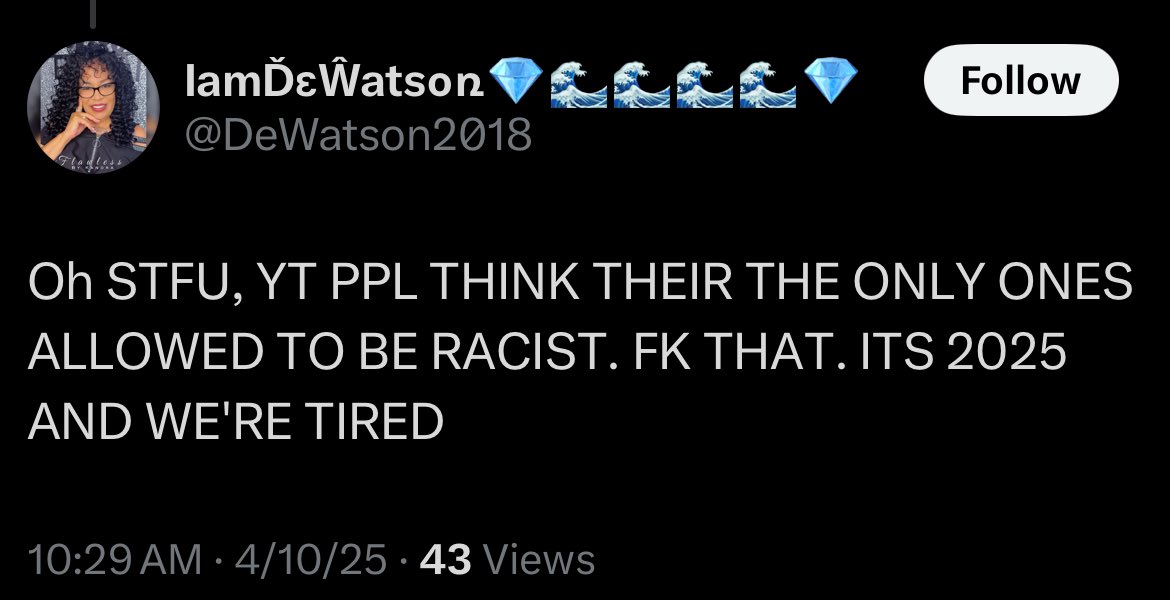 IamĎɛŴatsoռ💎🌊🌊🌊🌊💎
Follow
@DeWatson2018
Flawless
Oh STFU, YT PPL THINK THEIR THE ONLY ONES
ALLOWED TO BE RACIST. FK THAT. ITS 2025
AND WE'RE TIRED
10:29 AM · 4/10/25 · 43 Views